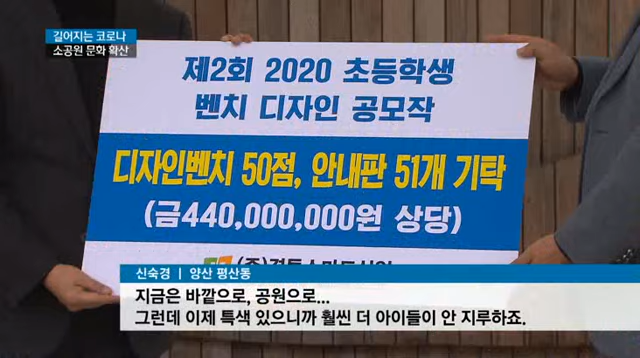 길어지는 코로나
소공원 문화 확산
제2회 2020 초등학생
벤치 디자인 공모작
디자인벤치 50점, 안내판 51개 기탁
(금440,000,000원 상당)
신숙경 | 양산 평산동
지금은 바깥으로, 공원으로...
그런데 이제 특색 있으니까 훨씬 더 아이들이 안 지루하죠.